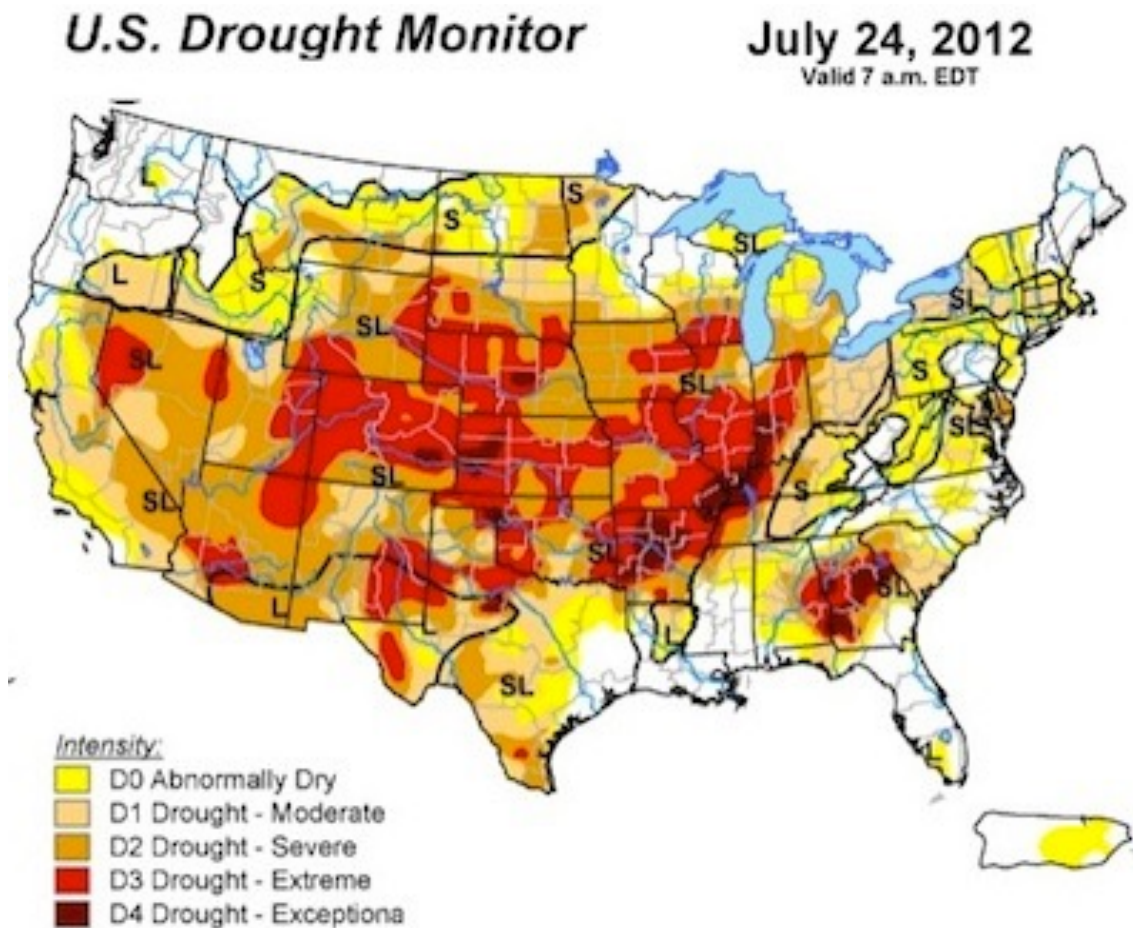 U.S. Drought Monitor
July 24, 2012
Valid 7 a.m. EDT
L
S
S
SL
L
S
SL
SL
S
SL
SL
SL
SL
SL
S
SL
SL
L
L
SL
L
Intensity:
D0 Abnormally Dry
D1 Drought - Moderate
D2 Drought - Severe
D3 Drought - Extreme
D4 Drought - Exceptiona